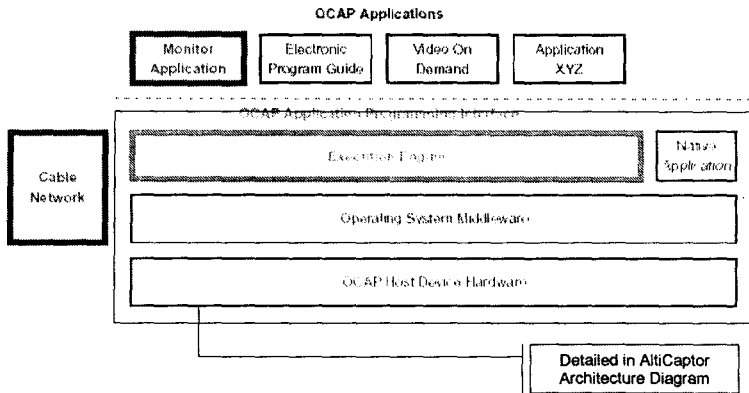 OCAP Applications
Monitor
Application
Electronic
Program Guide
Video On
Demand
Application
XYZ
OCAP Application Programming Interface
Cable
Network
Execution Engine
Native
Application
Operating System Middleware
OCAP Host Device Hardware
Detailed in AltiCaptor
Architecture Diagram